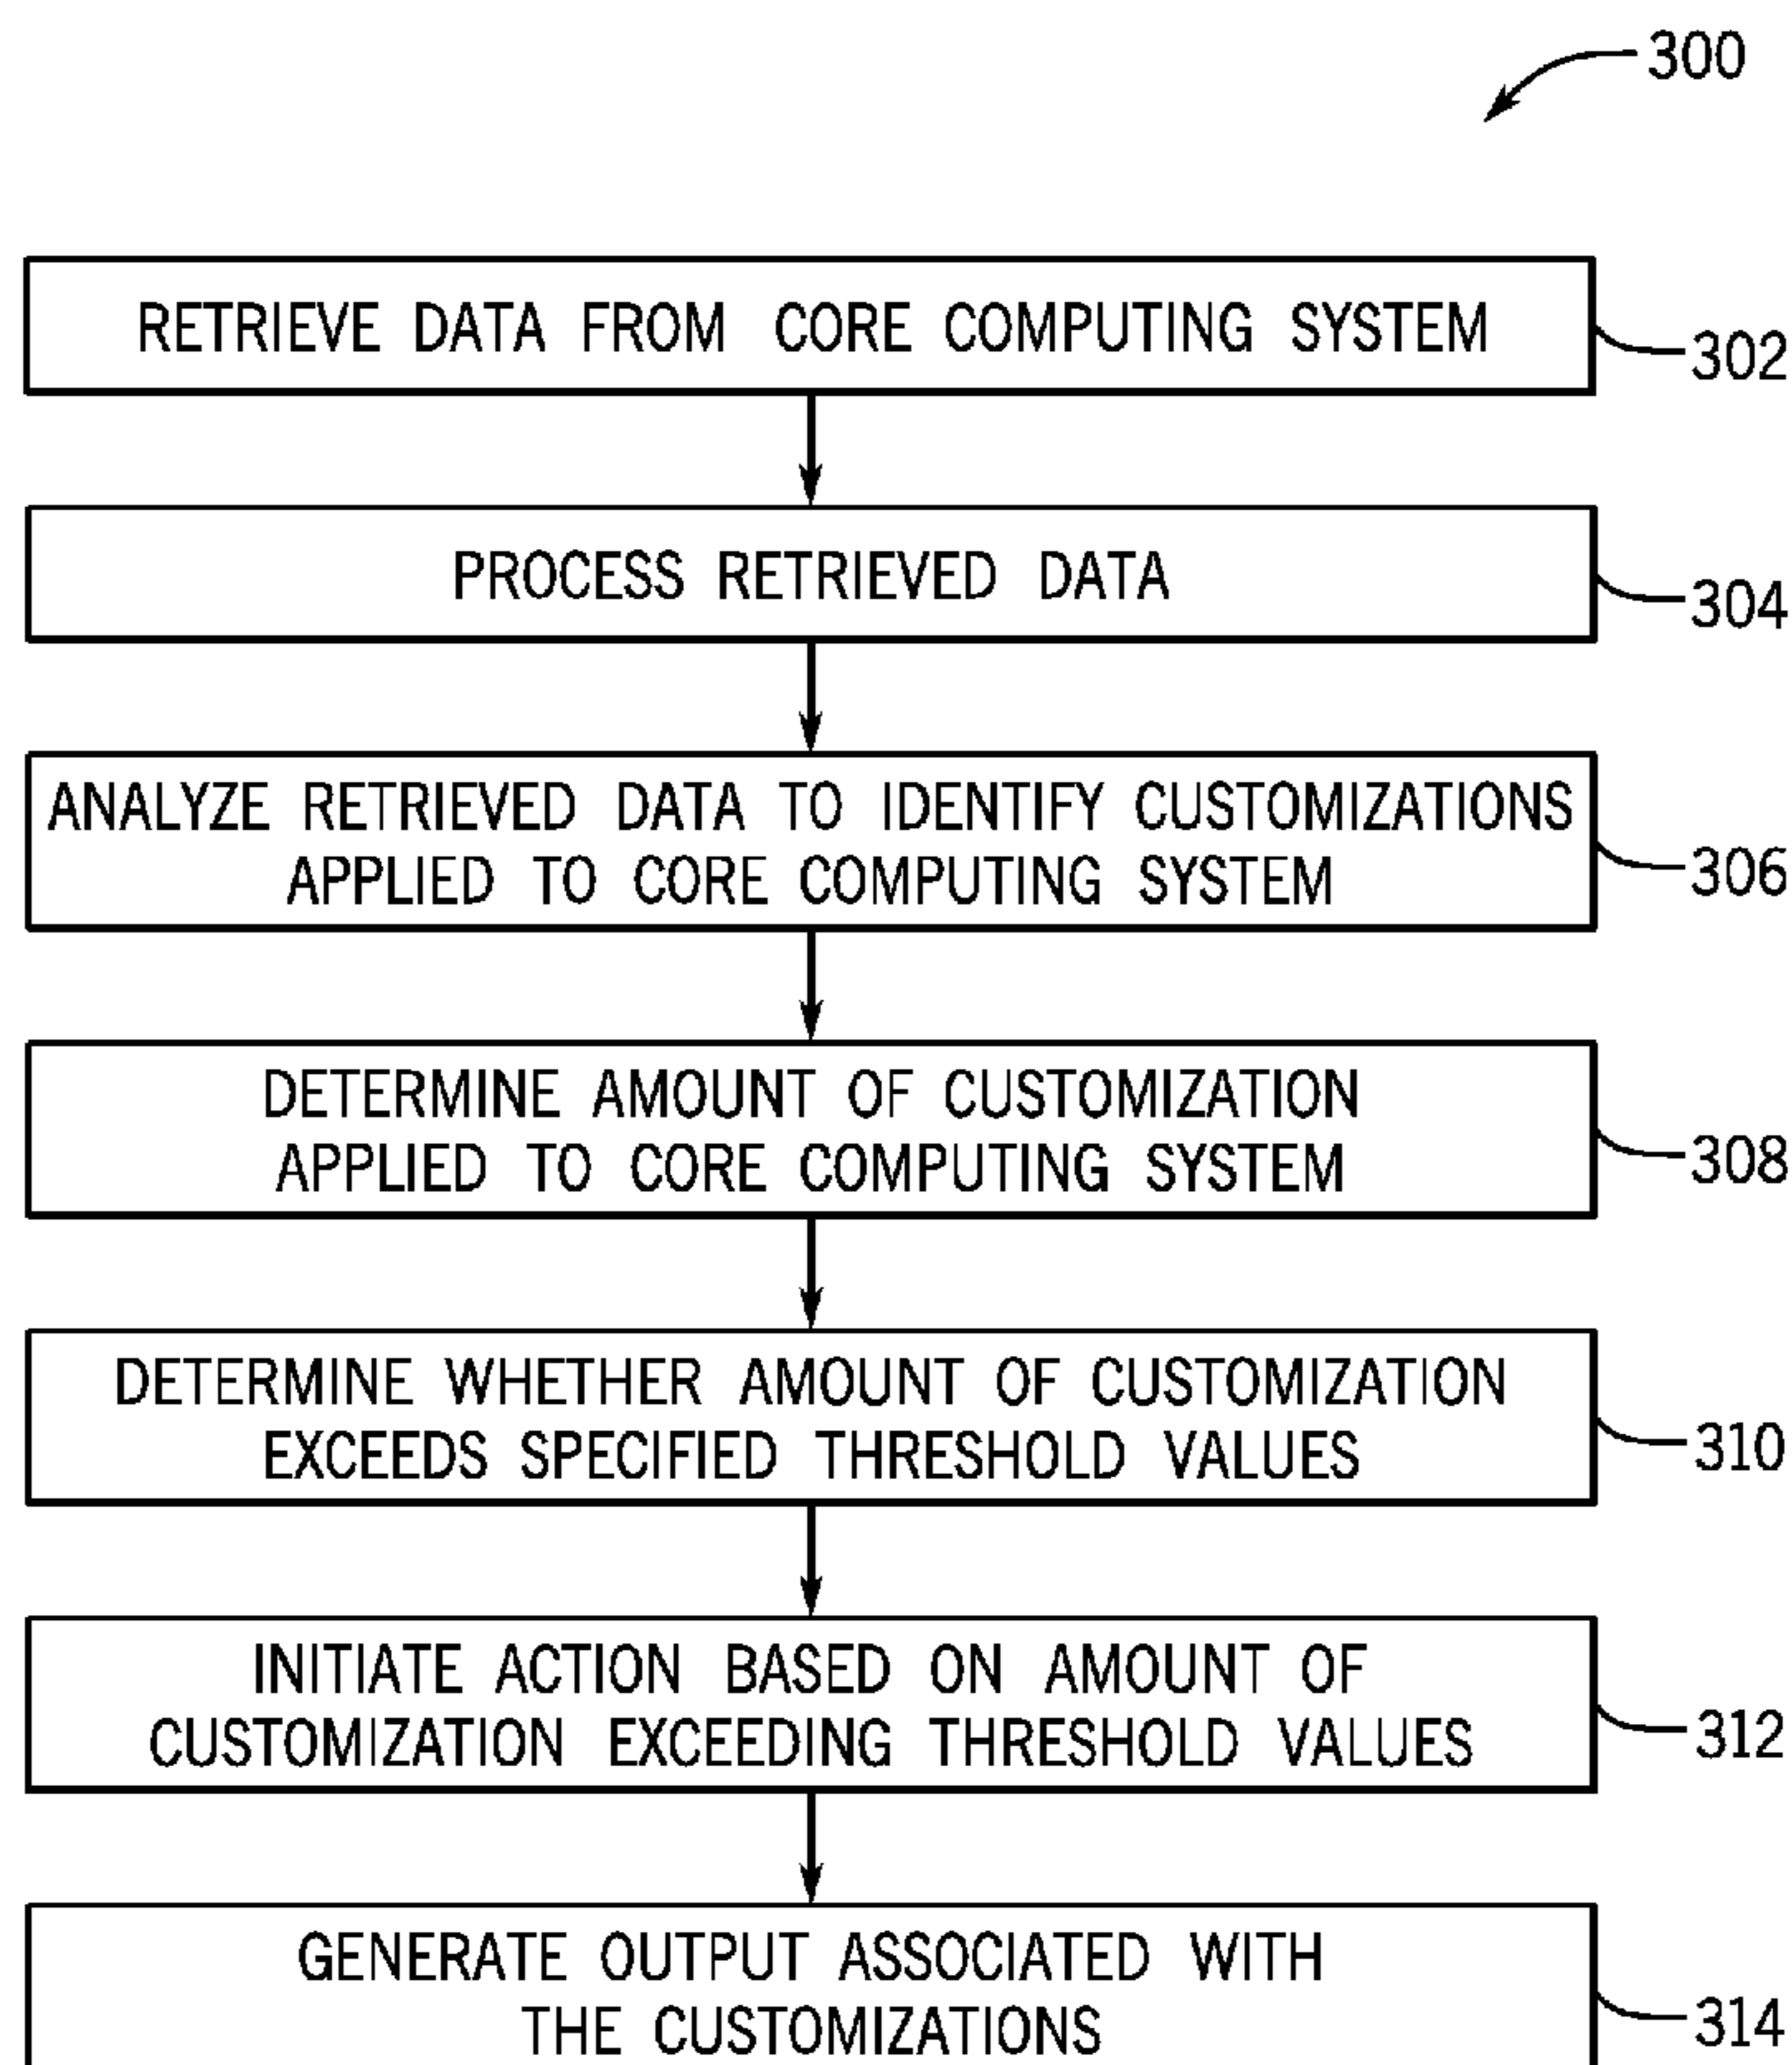 300
RETRIEVE DATA FROM CORE COMPUTING SYSTEM
302
PROCESS RETRIEVED DATA
304
ANALYZE RETRIEVED DATA TO IDENTIFY CUSTOMIZATIONS
APPLIED TO CORE COMPUTING SYSTEM
306
DETERMINE AMOUNT OF CUSTOMIZATION
APPLIED TO CORE COMPUTING SYSTEM
308
DETERMINE WHETHER AMOUNT OF CUSTOMIZATION
EXCEEDS SPECIFIED THRESHOLD VALUES
310
INITIATE ACTION BASED ON AMOUNT OF
CUSTOMIZATION EXCEEDING THRESHOLD VALUES
312
GENERATE OUTPUT ASSOCIATED WITH
THE CUSTOMIZATIONS
314